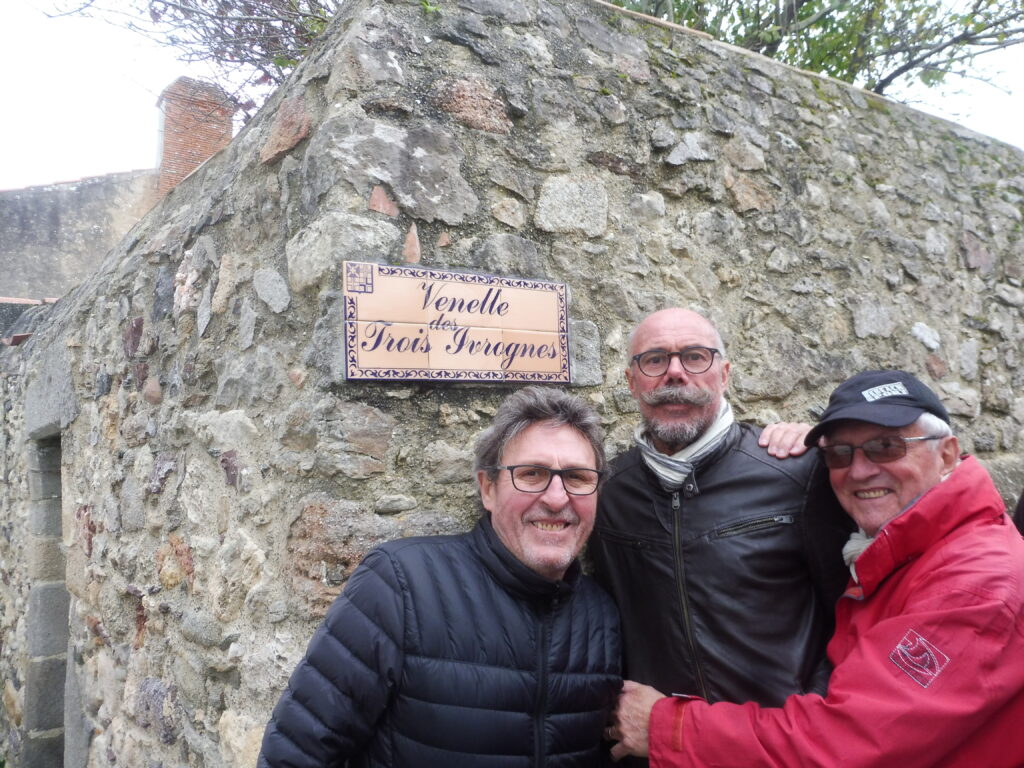 Venelle
des
Trois Ivrognes